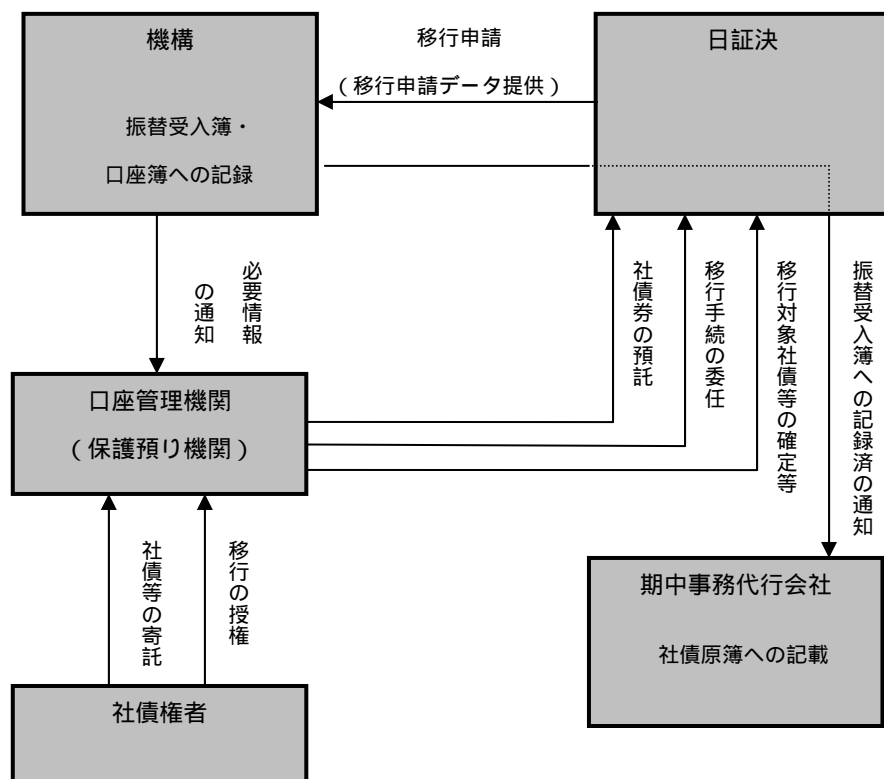 機構
移行申請
日証決
（移行申請データ提供）
振替受入簿・
口座簿への記録
必要情報
の通知
社債券の預託
移行手続の委任
移行対象社債等の確定等
振替受入簿への記録済の通知
口座管理機関
（保護預り機関）
社債等の寄託
移行の授権
期中事務代行会社
社債原簿への記載
社債権者